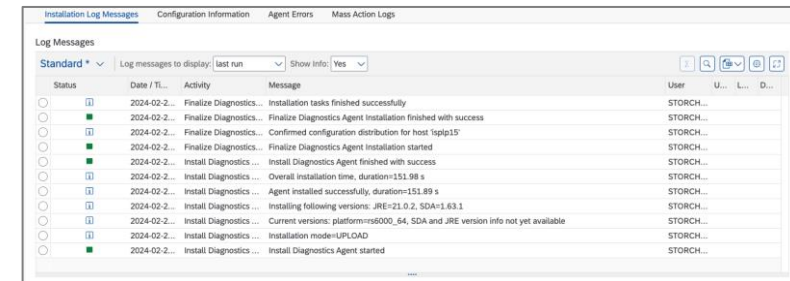 Installation Log Messages Configuration Information Agent Errors Mass Action Logs
Log Messages
Standard * Log messages to display: last run Show Info: Yes
Status Date / Ti... Activity Message User U... L... D...
2024-02-2... Finalize Diagnostics... Installation tasks finished successfully STORCH...
2024-02-2... Finalize Diagnostics... Finalize Diagnostics Agent Installation finished with success STORCH...
2024-02-2... Finalize Diagnostics... Confirmed configuration distribution for host 'isplp15' STORCH...
2024-02-2... Finalize Diagnostics... Finalize Diagnostics Agent Installation started STORCH...
2024-02-2... Install Diagnostics ... Install Diagnostics Agent finished with success STORCH...
2024-02-2... Install Diagnostics ... Overall installation time, duration=151.98 s STORCH...
2024-02-2... Install Diagnostics ... Agent installed successfully, duration=151.89 s STORCH...
2024-02-2... Install Diagnostics ... Installing following versions: JRE=21.0.2, SDA=1.63.1 STORCH...
2024-02-2... Install Diagnostics ... Current versions: platform=rs6000_64, SDA and JRE version info not yet available STORCH...
2024-02-2... Install Diagnostics ... Installation mode=UPLOAD STORCH...
2024-02-2... Install Diagnostics ... Install Diagnostics Agent started STORCH...